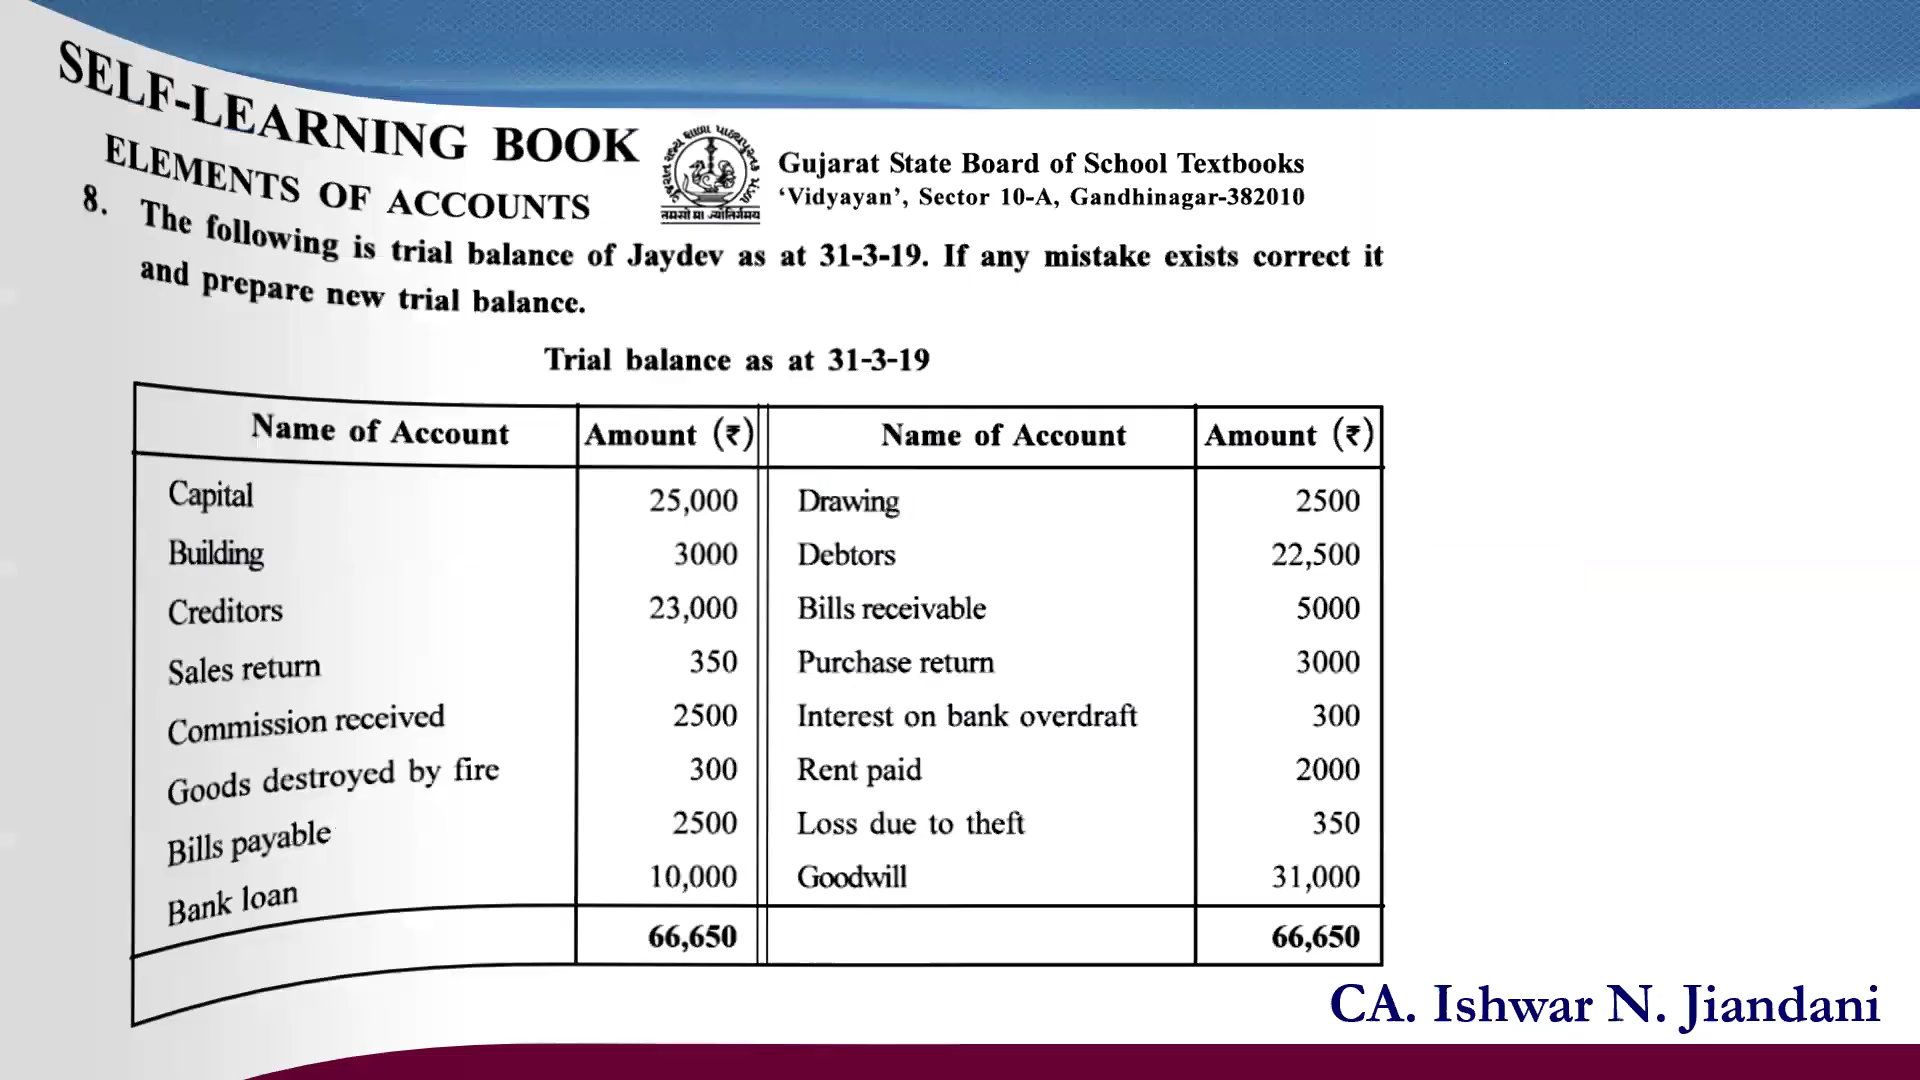 SELF-LEARNING BOOK
ELEMENTS OF ACCOUNTS
Gujarat State Board of School Textbooks
‘Vidyayan’, Sector 10-A, Gandhinagar-382010
8. The following is trial balance of Jaydev as at 31-3-19. If any mistake exists correct it
and prepare new trial balance.
Trial balance as at 31-3-19
Name of Account Amount (₹) Name of Account Amount (₹)
Capital 25,000 Drawing 2500
Building 3000 Debtors 22,500
Creditors 23,000 Bills receivable 5000
Sales return 350 Purchase return 3000
Commission received 2500 Interest on bank overdraft 300
Goods destroyed by fire 300 Rent paid 2000
Bills payable 2500 Loss due to theft 350
Bank loan 10,000 Goodwill 31,000
66,650 66,650
CA. Ishwar N. Jiandani